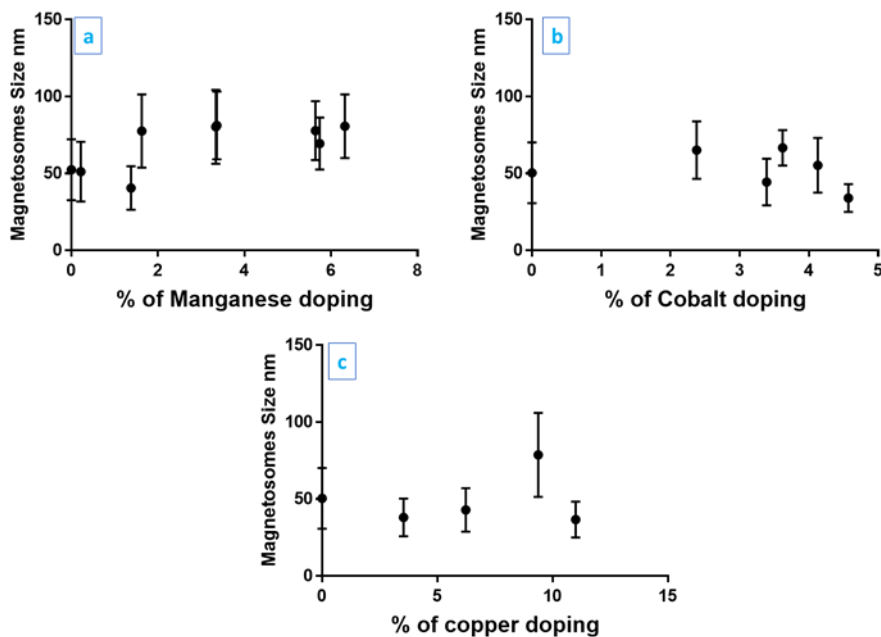 a
Magnetosomes Size nm
150
100
50
0
0 2 4 6 8
% of Manganese doping
b
Magnetosomes Size nm
150
100
50
0
0 1 2 3 4 5
% of Cobalt doping
c
Magnetosomes Size nm
150
100
50
0
0 5 10 15
% of copper doping